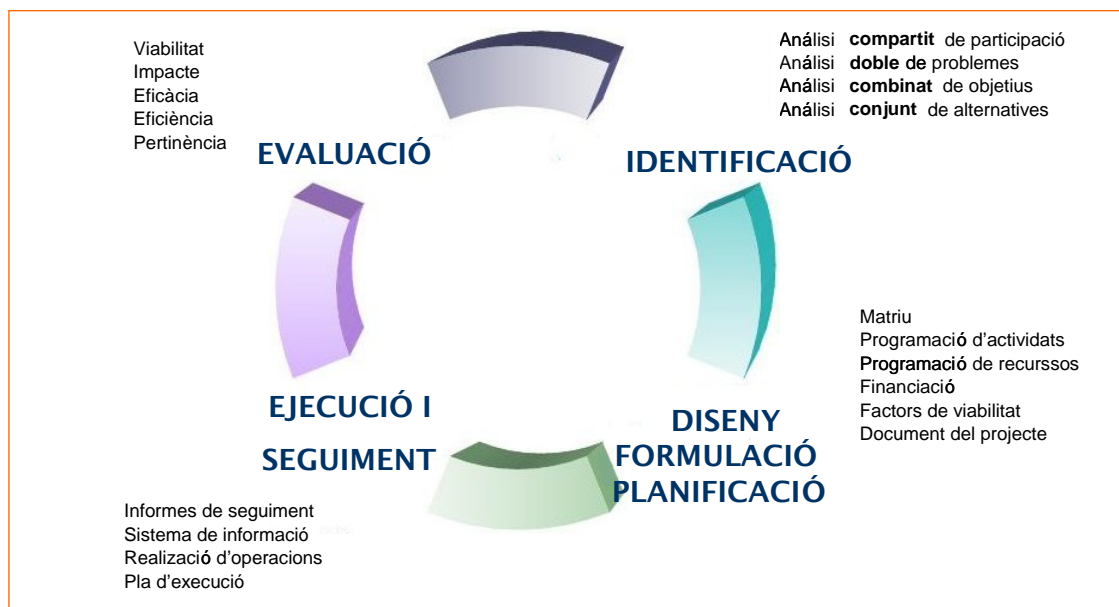 Viabilitat
Impacte
Eficàcia
Eficiència
Pertinència
EVALUACIÓ
Análisi compartit de participació
Análisi doble de problemes
Análisi combinat de objetius
Análisi conjunt de alternatives
IDENTIFICACIÓ
Matriu
Programació d'actividats
Programació de recurssos
Financiació
Factors de viabilitat
Document del projecte
DISENY
FORMULACIÓ
PLANIFICACIÓ
EJECUCIÓ I
SEGUIMENT
Informes de seguiment
Sistema de informació
Realizació d'operacions
Pla d'execució